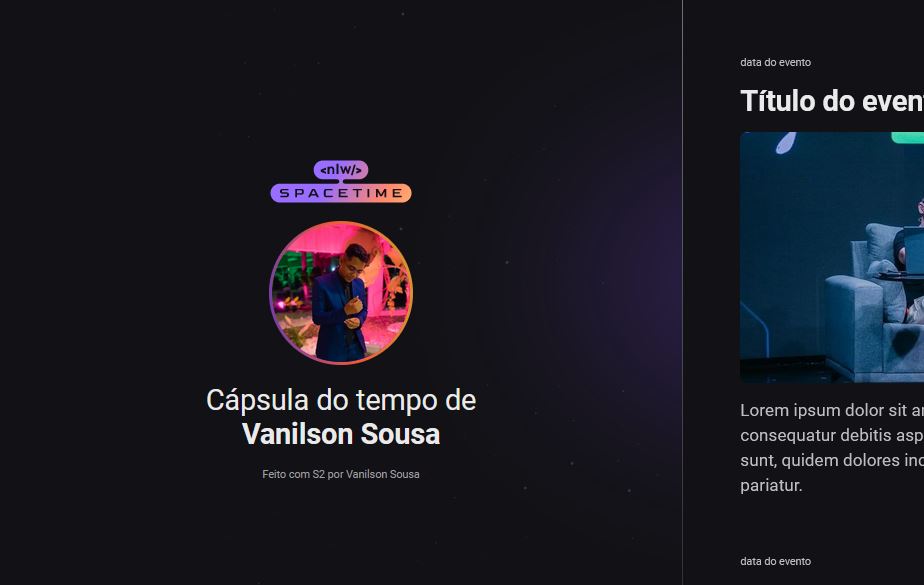 <nlw/>
SPACETIME
Cápsula do tempo de
Vanilson Sousa
Feito com S2 por Vanilson Sousa
data do evento
Título do even
Lorem ipsum dolor sit a
consequatur debitis asp
sunt, quidem dolores inc
pariatur.
data do evento